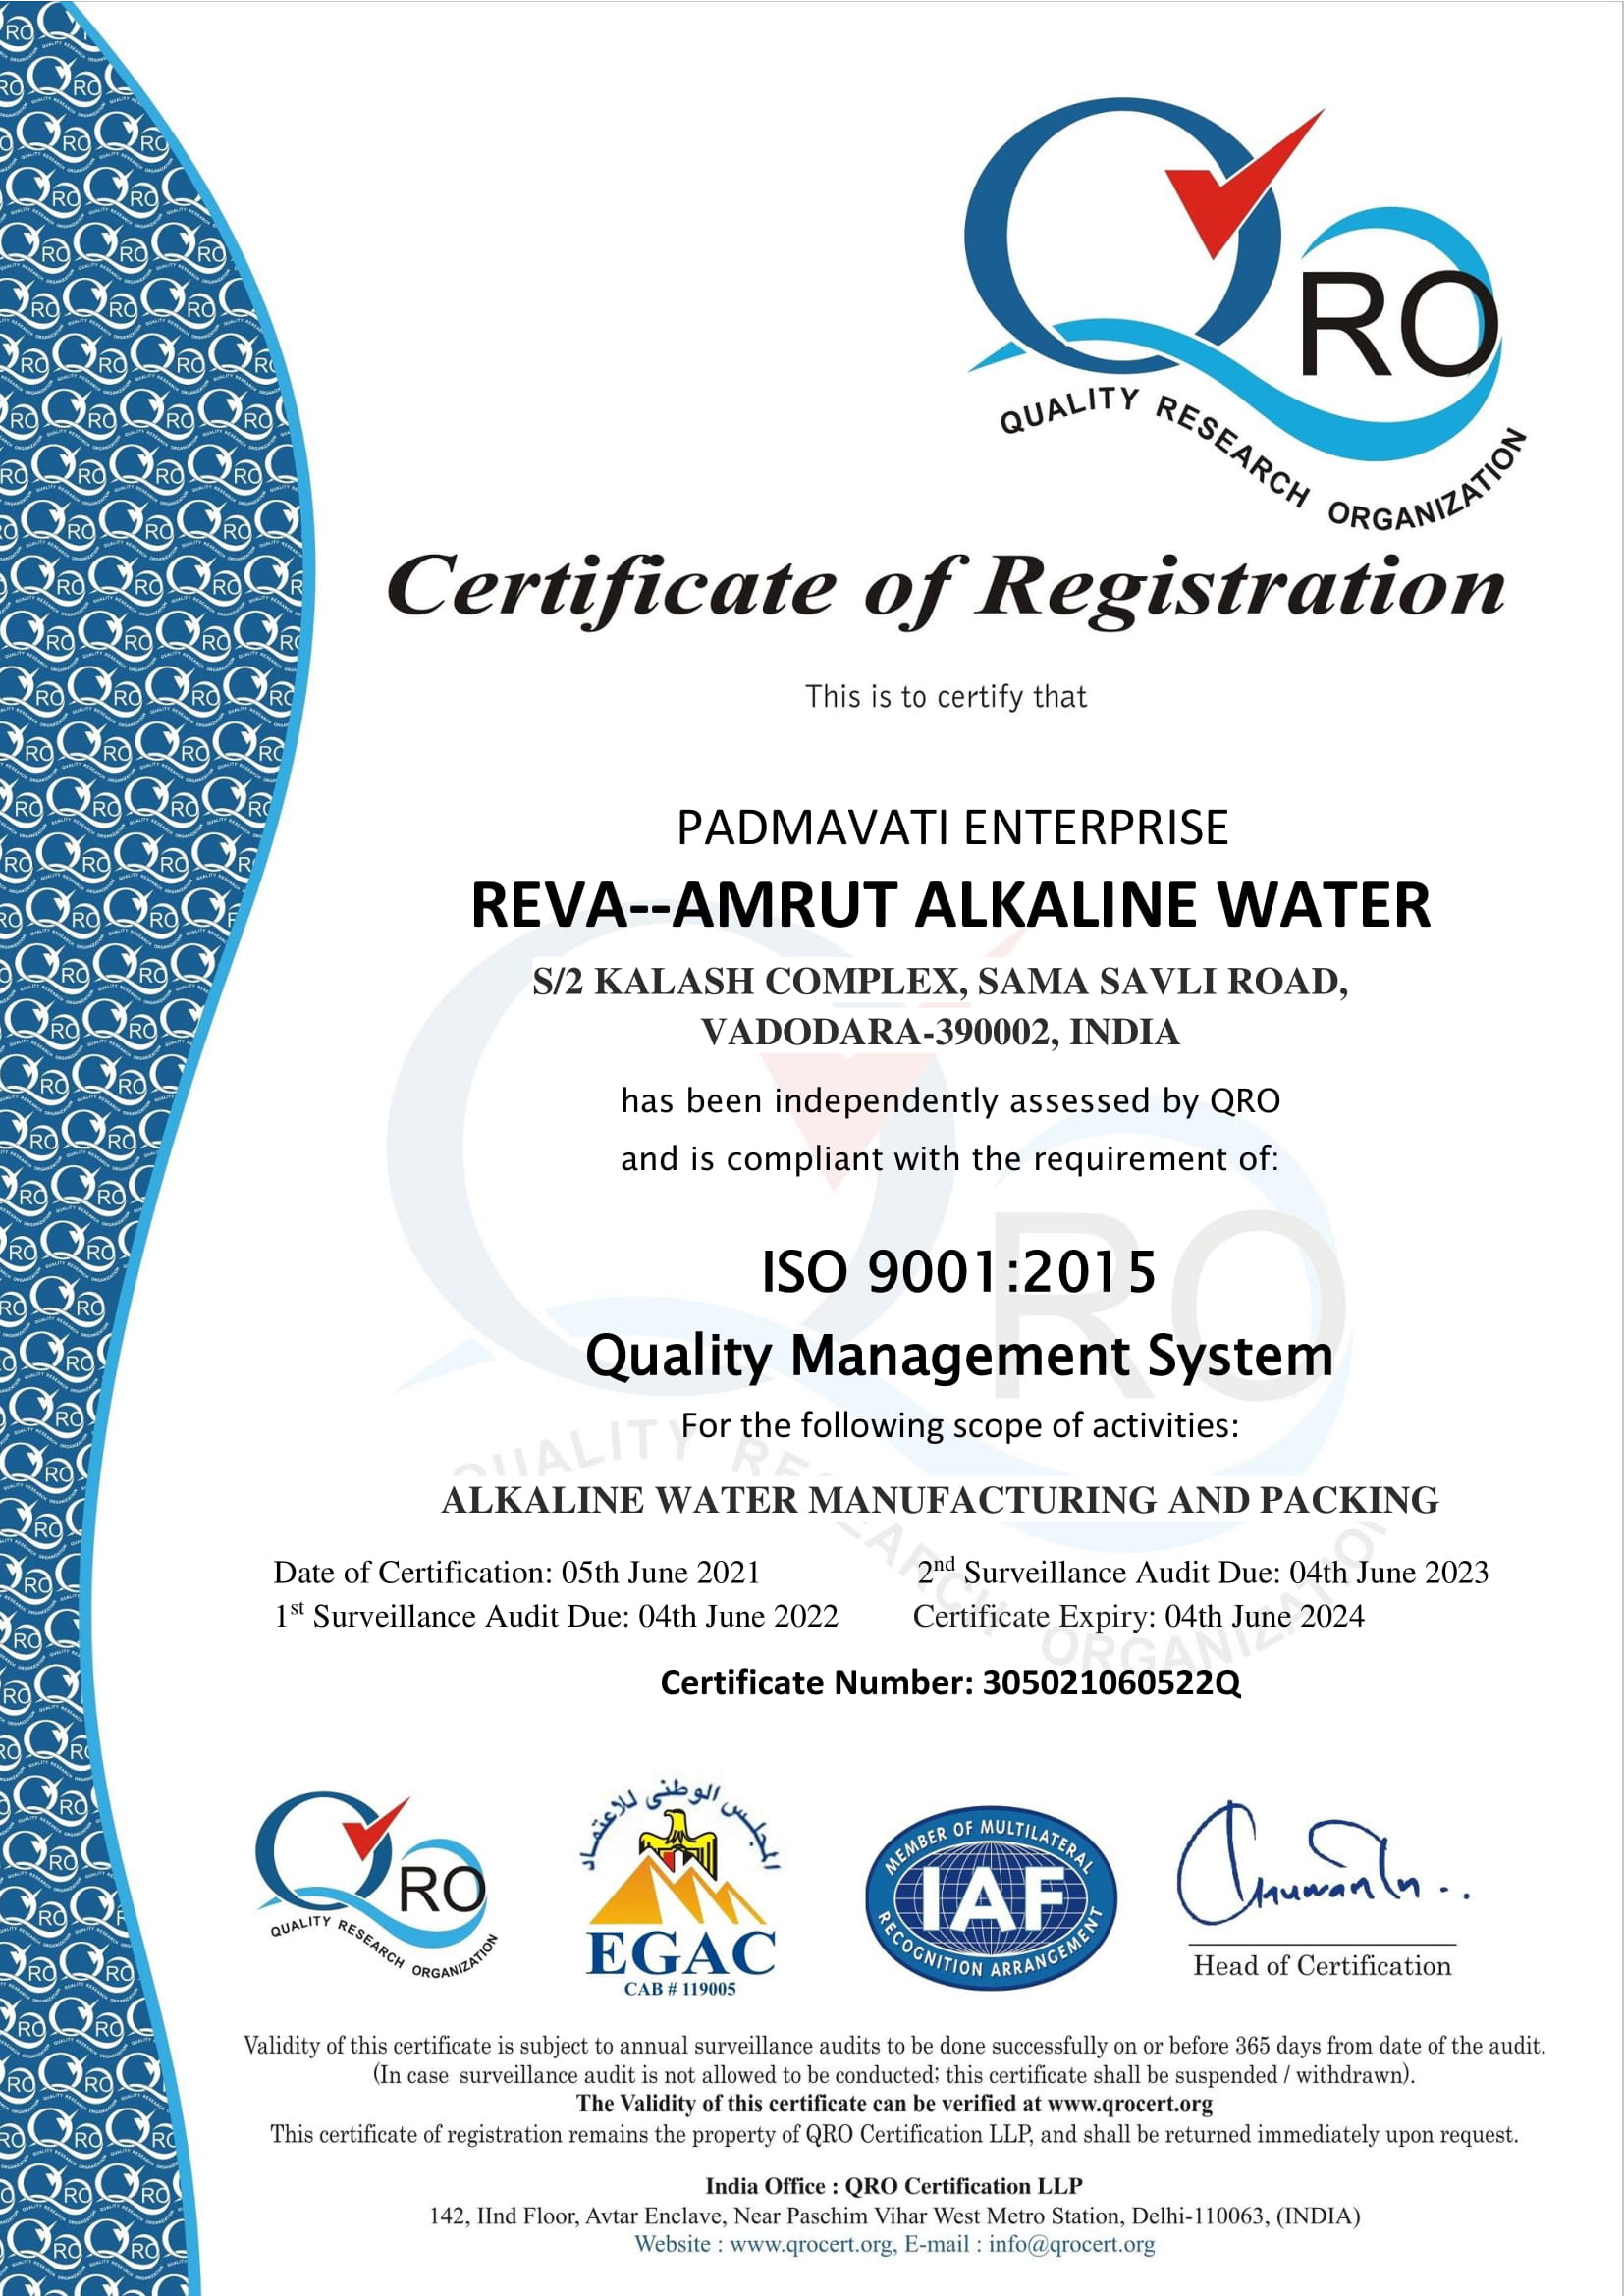 QRO
QUALITY RESEARCH ORGANIZATION
Certificate of Registration
This is to certify that
PADMAVATI ENTERPRISE
REVA--AMRUT ALKALINE WATER
S/2 KALASH COMPLEX, SAMA SAVLI ROAD,
VADODARA-390002, INDIA
has been independently assessed by QRO
and is compliant with the requirement of:
ISO 9001:2015
Quality Management System
For the following scope of activities:
ALKALINE WATER MANUFACTURING AND PACKING
Date of Certification: 05th June 2021
2nd Surveillance Audit Due: 04th June 2023
1st Surveillance Audit Due: 04th June 2022
Certificate Expiry: 04th June 2024
Certificate Number: 305021060522Q
QRO
QUALITY RESEARCH ORGANIZATION
المجلس الوطنى للاعتماد
EGAC
CAB # 119005
MEMBER OF MULTILATERAL
IAF
RECOGNITION ARRANGEMENT
Head of Certification
Validity of this certificate is subject to annual surveillance audits to be done successfully on or before 365 days from date of the audit.
(In case surveillance audit is not allowed to be conducted; this certificate shall be suspended / withdrawn).
The Validity of this certificate can be verified at www.qrocert.org
This certificate of registration remains the property of QRO Certification LLP, and shall be returned immediately upon request.
India Office : QRO Certification LLP
142, IInd Floor, Avtar Enclave, Near Paschim Vihar West Metro Station, Delhi-110063, (INDIA)
Website : www.qrocert.org, E-mail : info@qrocert.org